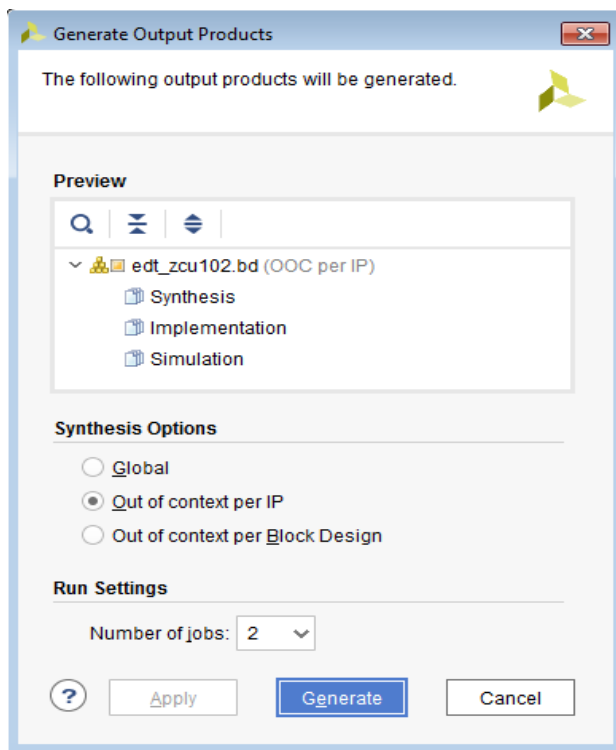 Generate Output Products
The following output products will be generated.
Preview
edt_zcu102.bd (OOC per IP)
Synthesis
Implementation
Simulation
Synthesis Options
Global
Out of context per IP
Out of context per Block Design
Run Settings
Number of jobs: 2
? Apply Generate Cancel